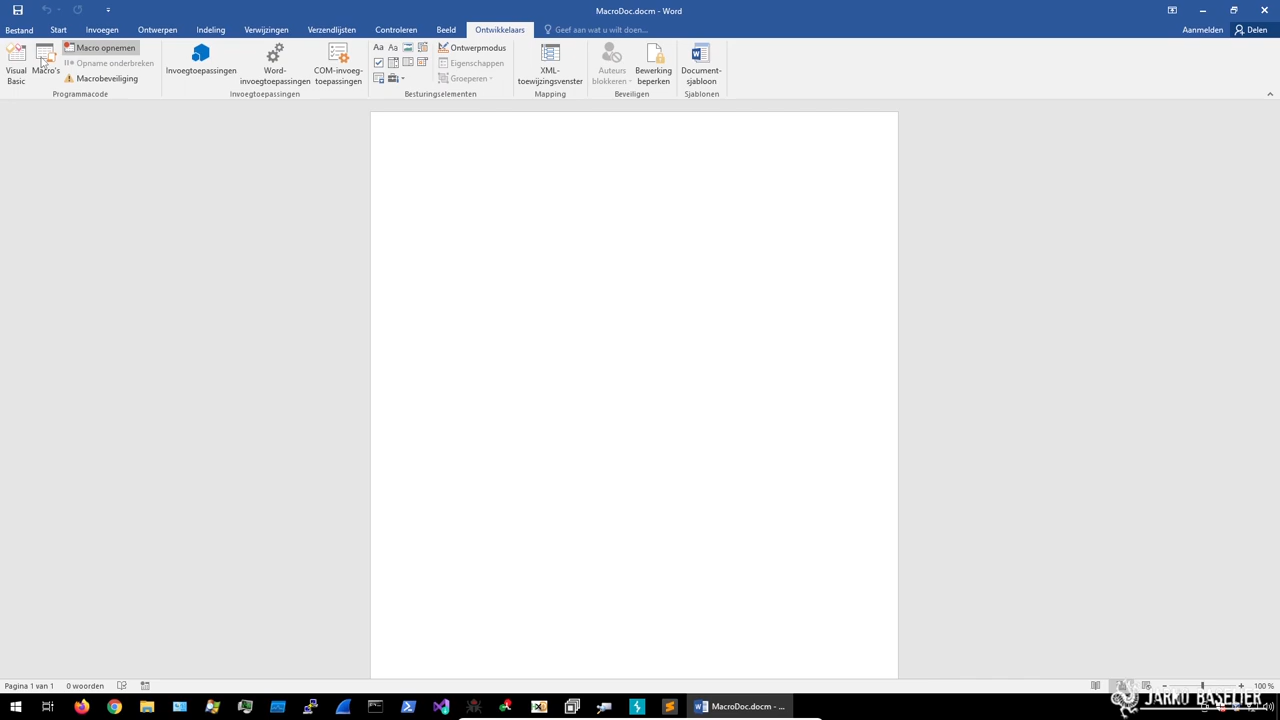 MacroDoc.docm - Word
Bestand Start Invoegen Ontwerpen Indeling Verwijzingen Verzendlijsten Controleren Beeld Ontwikkelaars Geef aan wat u wilt doen... Aanmelden Delen
Visual
Basic
Macro's
Macro opnemen
Opname onderbreken
Macrobeveiliging
Programmacode
Invoegtoepassingen
Word-
invoegtoepassingen
COM-invoeg-
toepassingen
Invoegtoepassingen
Aa Aa
Ontwerpmodus
Eigenschappen
Groeperen
Besturingselementen
XML-
toewijzingsvenster
Mapping
Auteurs
blokkeren
Bewerking
beperken
Beveiligen
Document-
sjabloon
Sjablonen
Pagina 1 van 1 0 woorden 100 %
MacroDoc.docm - ...
JARNO BASELIER